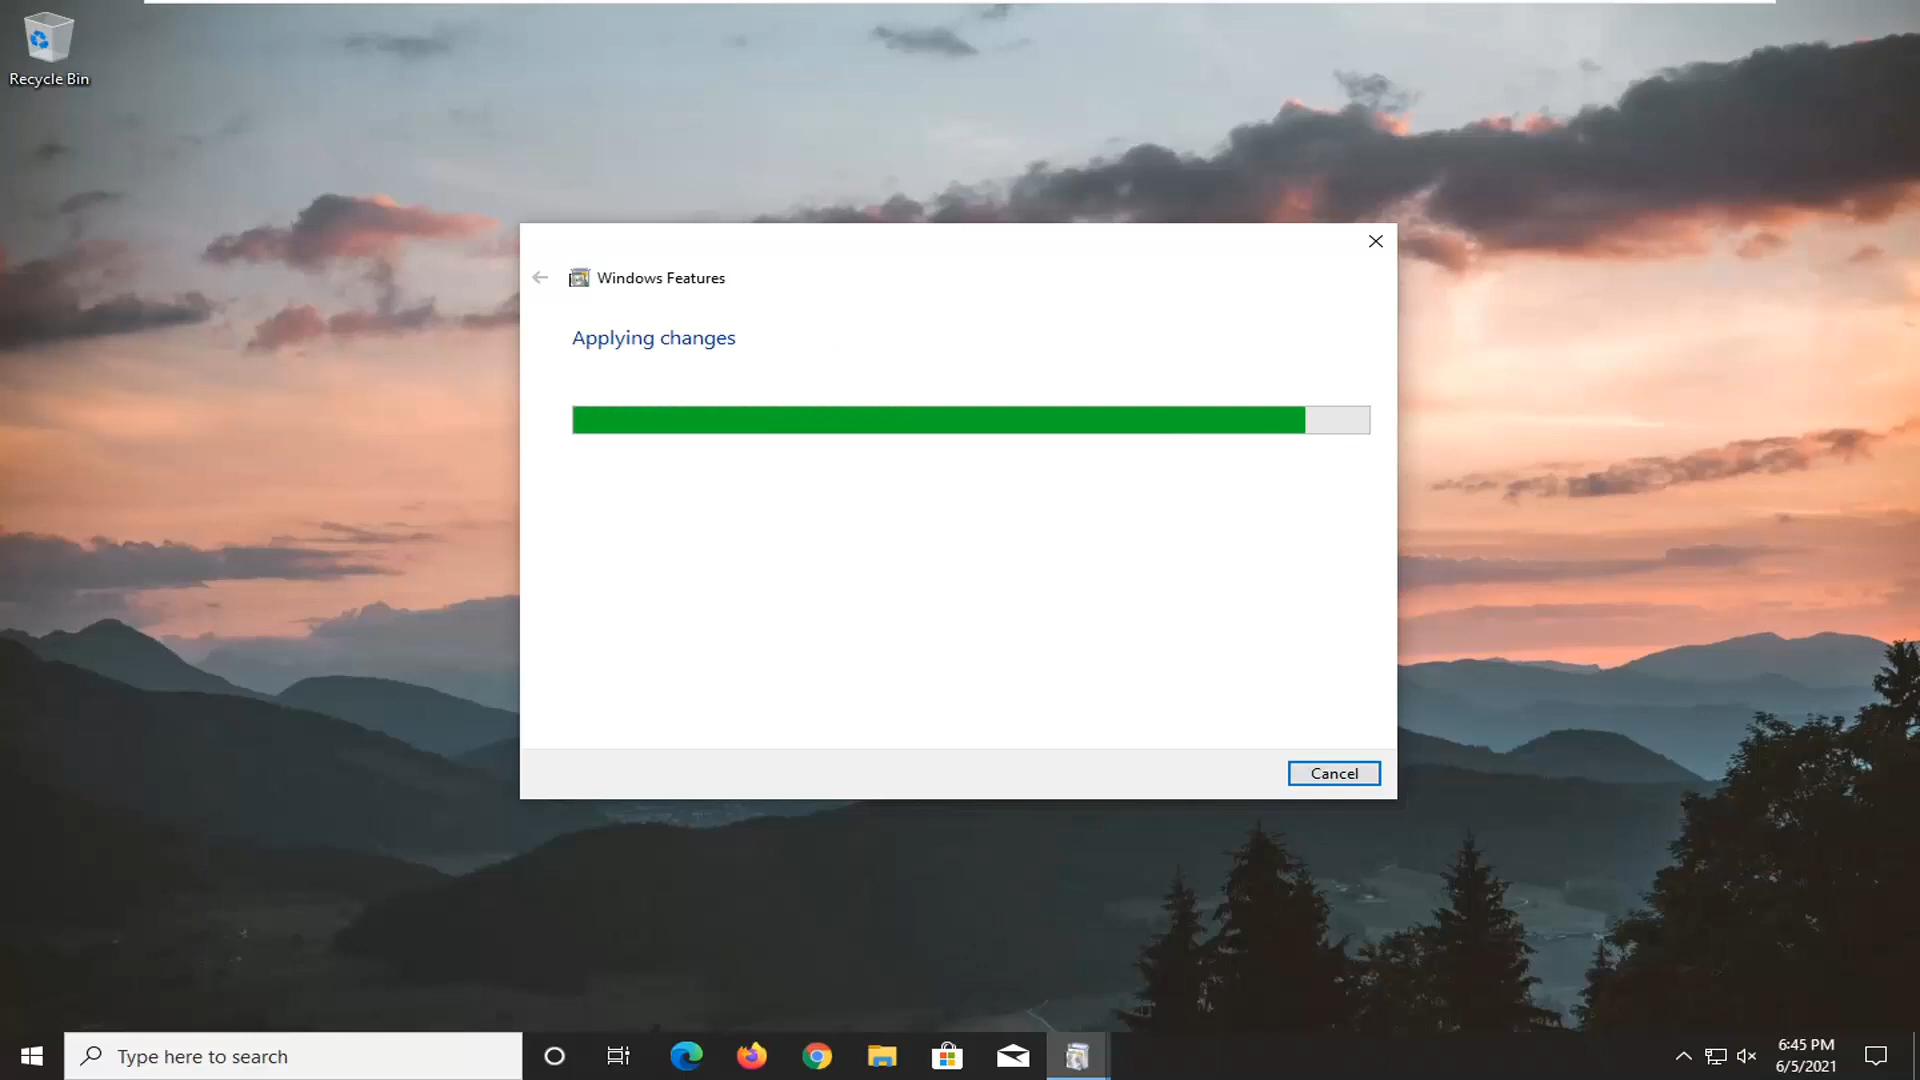 Recycle Bin
Windows Features
Applying changes
Cancel
Type here to search
6:45 PM
6/5/2021